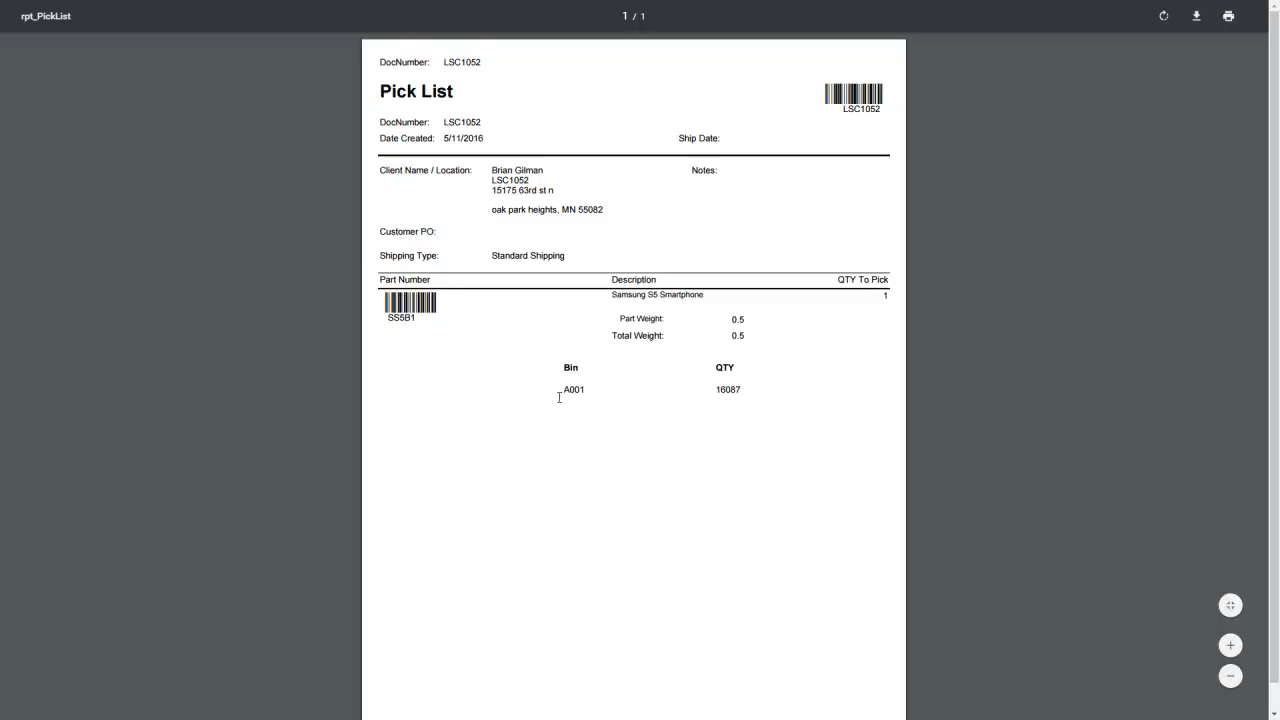 rpt_PickList
1 / 1
DocNumber: LSC1052
Pick List
LSC1052
DocNumber: LSC1052
Date Created: 5/11/2016 Ship Date:
Client Name / Location: Brian Gilman Notes:
LSC1052
15175 63rd st n
oak park heights, MN 55082
Customer PO:
Shipping Type: Standard Shipping
Part Number Description QTY To Pick
Samsung S5 Smartphone 1
SS5B1
Part Weight: 0.5
Total Weight: 0.5
Bin QTY
A001 16087